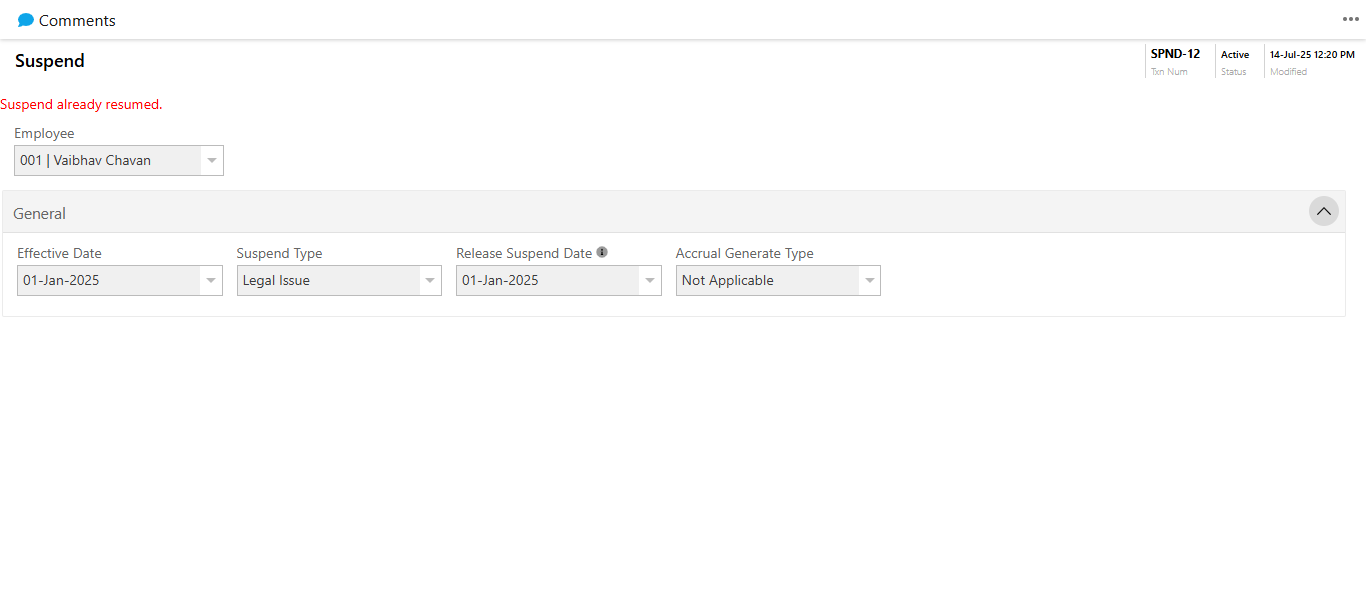 Comments
Suspend
SPND-12 Active 14-Jul-25 12:20 PM
Txn Num Status Modified
Suspend already resumed.
Employee
001 | Vaibhav Chavan
General
Effective Date Suspend Type Release Suspend Date Accrual Generate Type
01-Jan-2025 Legal Issue 01-Jan-2025 Not Applicable